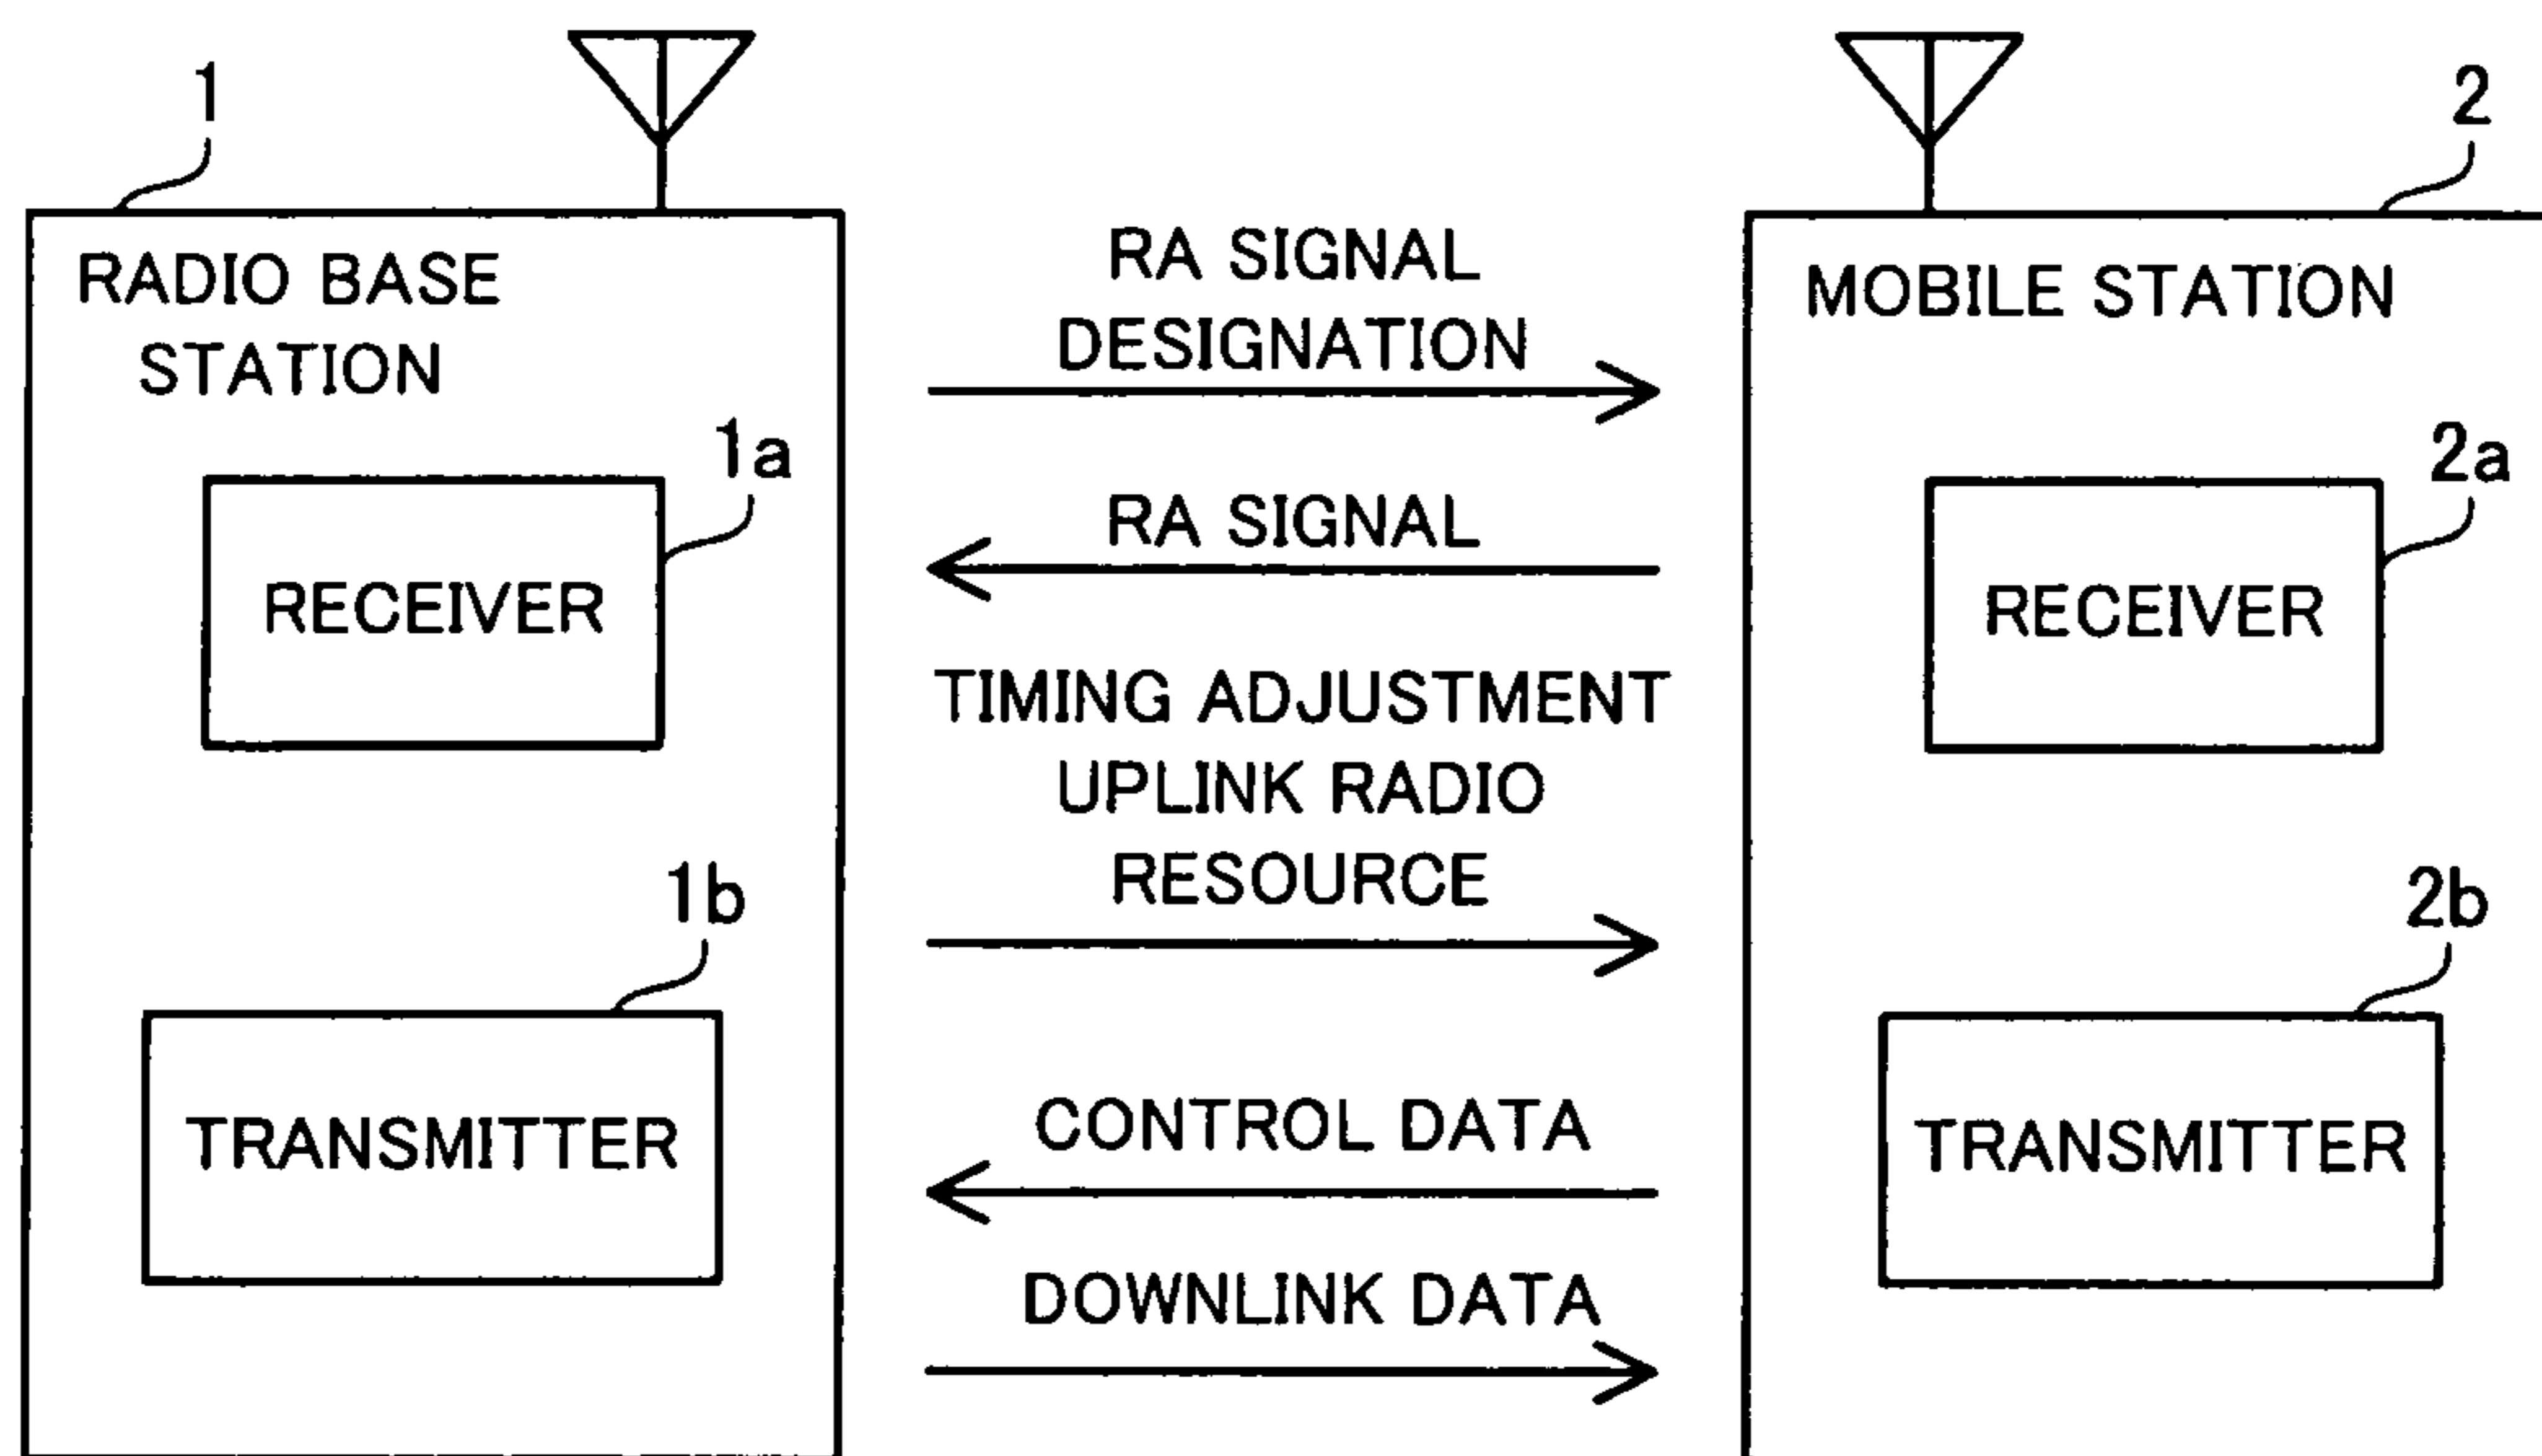 1
2
RADIO BASE
STATION
RA SIGNAL
DESIGNATION
MOBILE STATION
1a
RECEIVER
RA SIGNAL
2a
RECEIVER
TIMING ADJUSTMENT
UPLINK RADIO
RESOURCE
1b
TRANSMITTER
CONTROL DATA
2b
TRANSMITTER
DOWNLINK DATA